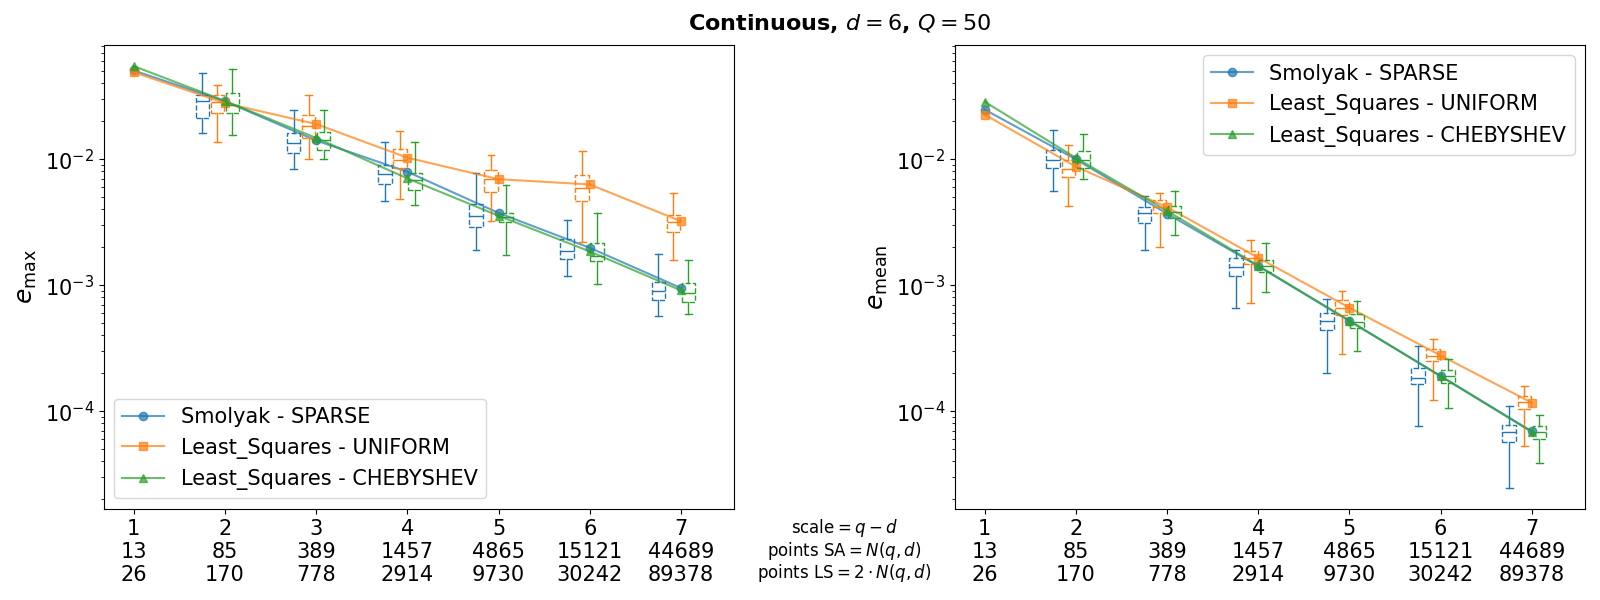 Continuous, d = 6, Q = 50
e_max
10^−2
10^−3
10^−4
Smolyak - SPARSE
Least_Squares - UNIFORM
Least_Squares - CHEBYSHEV
1 2 3 4 5 6 7
13 85 389 1457 4865 15121 44689
26 170 778 2914 9730 30242 89378
scale = q − d
points SA = N(q, d)
points LS = 2 · N(q, d)
e_mean
10^−2
10^−3
10^−4
Smolyak - SPARSE
Least_Squares - UNIFORM
Least_Squares - CHEBYSHEV
1 2 3 4 5 6 7
13 85 389 1457 4865 15121 44689
26 170 778 2914 9730 30242 89378